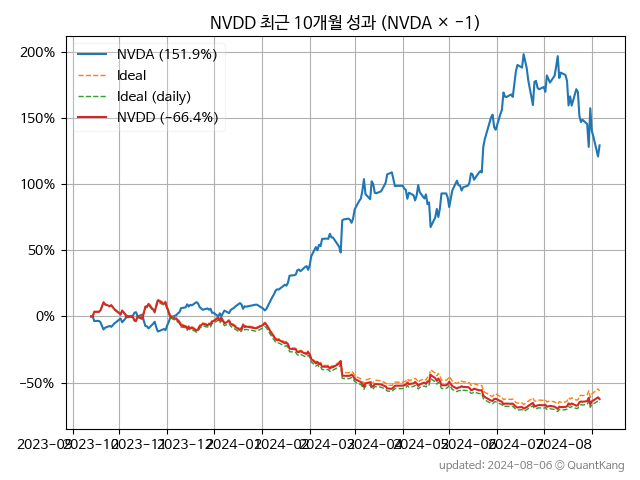 NVDD 최근 10개월 성과 (NVDA × −1)
NVDA (151.9%)
Ideal
Ideal (daily)
NVDD (−66.4%)
200%
150%
100%
50%
0%
−50%
2023-09 2023-10 2023-11 2023-12 2024-01 2024-02 2024-03 2024-04 2024-05 2024-06 2024-07 2024-08
updated: 2024-08-06 © QuantKang